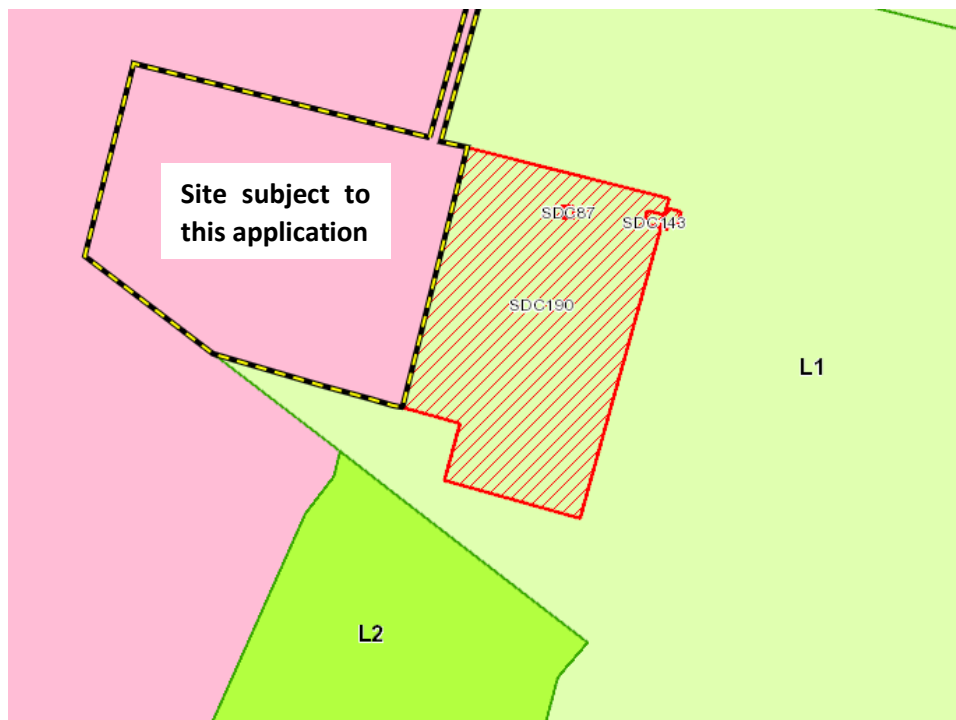 Site subject to
this application
SDC87
SDC143
SDC190
L1
L2